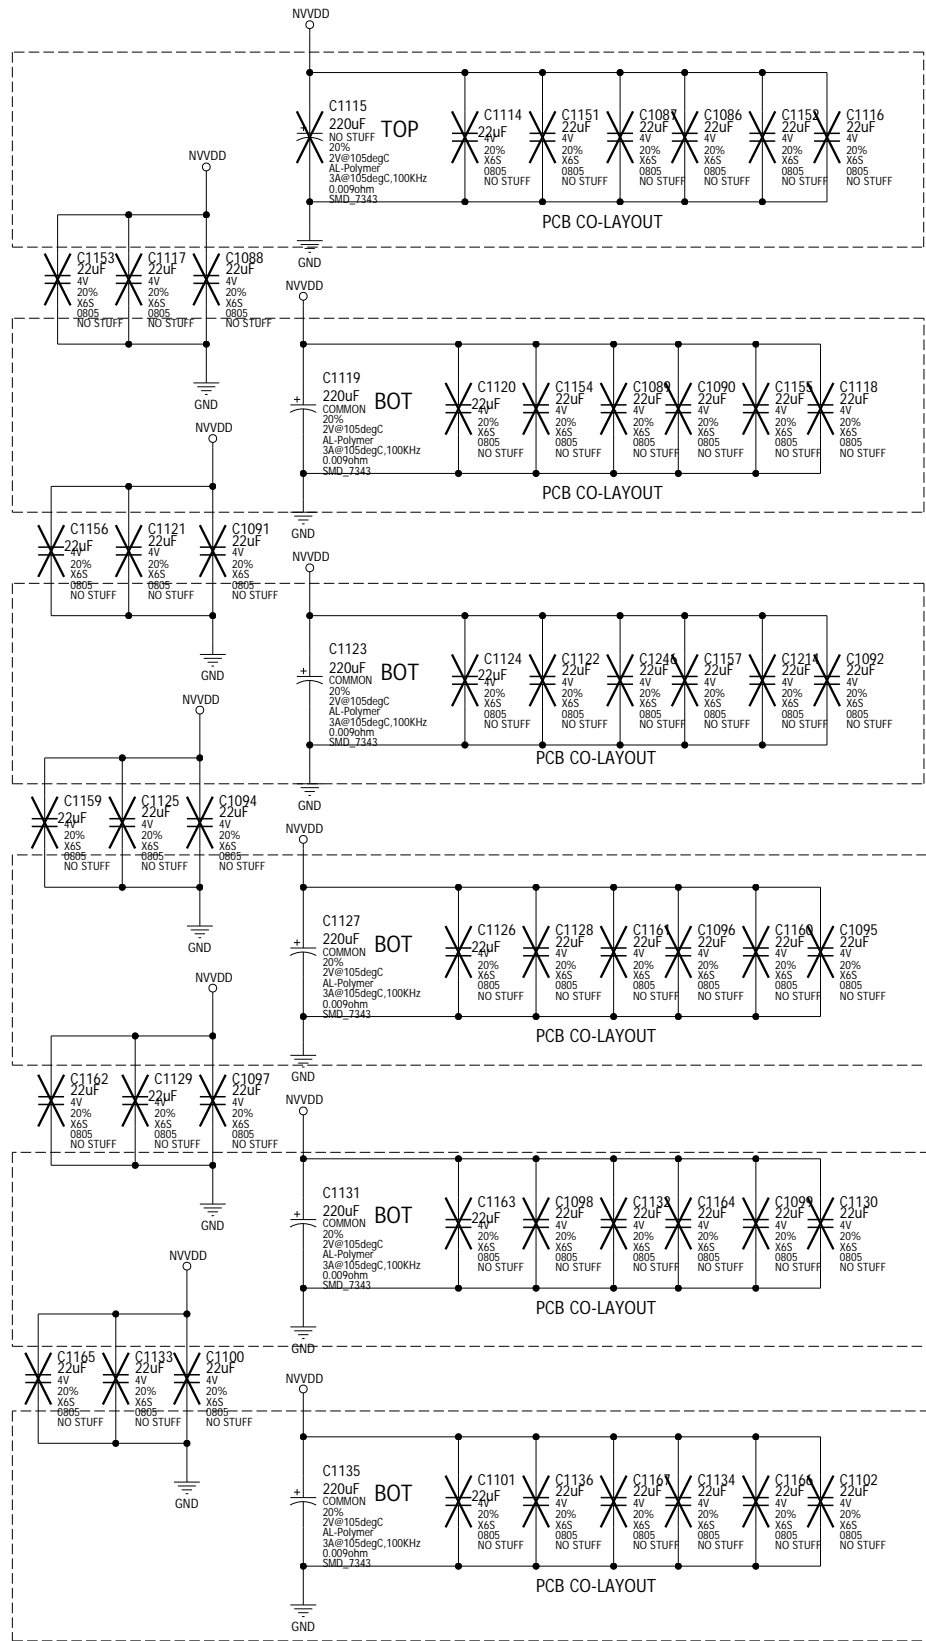 NVVDD
C1115
220uF
NO STUFF
20%
2V@105degC
AL-Polymer
3A@105degC,100KHz
0.009ohm
SMD_7343
TOP
C1114
22uF
4V
20%
X6S
0805
NO STUFF
C1151
22uF
4V
20%
X6S
0805
NO STUFF
C1087
22uF
4V
20%
X6S
0805
NO STUFF
C1086
22uF
4V
20%
X6S
0805
NO STUFF
C1152
22uF
4V
20%
X6S
0805
NO STUFF
C1116
22uF
4V
20%
X6S
0805
NO STUFF
PCB CO-LAYOUT
GND
NVVDD
C1153
22uF
4V
20%
X6S
0805
NO STUFF
C1117
22uF
4V
20%
X6S
0805
NO STUFF
C1088
22uF
4V
20%
X6S
0805
NO STUFF
GND
NVVDD
C1119
220uF
COMMON
20%
2V@105degC
AL-Polymer
3A@105degC,100KHz
0.009ohm
SMD_7343
BOT
C1120
22uF
4V
20%
X6S
0805
NO STUFF
C1154
22uF
4V
20%
X6S
0805
NO STUFF
C1089
22uF
4V
20%
X6S
0805
NO STUFF
C1090
22uF
4V
20%
X6S
0805
NO STUFF
C1155
22uF
4V
20%
X6S
0805
NO STUFF
C1118
22uF
4V
20%
X6S
0805
NO STUFF
PCB CO-LAYOUT
GND
NVVDD
C1156
22uF
4V
20%
X6S
0805
NO STUFF
C1121
22uF
4V
20%
X6S
0805
NO STUFF
C1091
22uF
4V
20%
X6S
0805
NO STUFF
GND
NVVDD
C1123
220uF
COMMON
20%
2V@105degC
AL-Polymer
3A@105degC,100KHz
0.009ohm
SMD_7343
BOT
C1124
22uF
4V
20%
X6S
0805
NO STUFF
C1122
22uF
4V
20%
X6S
0805
NO STUFF
C1246
22uF
4V
20%
X6S
0805
NO STUFF
C1157
22uF
4V
20%
X6S
0805
NO STUFF
C1214
22uF
4V
20%
X6S
0805
NO STUFF
C1092
22uF
4V
20%
X6S
0805
NO STUFF
PCB CO-LAYOUT
GND
NVVDD
C1159
22uF
4V
20%
X6S
0805
NO STUFF
C1125
22uF
4V
20%
X6S
0805
NO STUFF
C1094
22uF
4V
20%
X6S
0805
NO STUFF
GND
NVVDD
C1127
220uF
COMMON
20%
2V@105degC
AL-Polymer
3A@105degC,100KHz
0.009ohm
SMD_7343
BOT
C1126
22uF
4V
20%
X6S
0805
NO STUFF
C1128
22uF
4V
20%
X6S
0805
NO STUFF
C1161
22uF
4V
20%
X6S
0805
NO STUFF
C1096
22uF
4V
20%
X6S
0805
NO STUFF
C1160
22uF
4V
20%
X6S
0805
NO STUFF
C1095
22uF
4V
20%
X6S
0805
NO STUFF
PCB CO-LAYOUT
GND
NVVDD
C1162
22uF
4V
20%
X6S
0805
NO STUFF
C1129
22uF
4V
20%
X6S
0805
NO STUFF
C1097
22uF
4V
20%
X6S
0805
NO STUFF
GND
NVVDD
C1131
220uF
COMMON
20%
2V@105degC
AL-Polymer
3A@105degC,100KHz
0.009ohm
SMD_7343
BOT
C1163
22uF
4V
20%
X6S
0805
NO STUFF
C1098
22uF
4V
20%
X6S
0805
NO STUFF
C1132
22uF
4V
20%
X6S
0805
NO STUFF
C1164
22uF
4V
20%
X6S
0805
NO STUFF
C1099
22uF
4V
20%
X6S
0805
NO STUFF
C1130
22uF
4V
20%
X6S
0805
NO STUFF
PCB CO-LAYOUT
GND
NVVDD
C1165
22uF
4V
20%
X6S
0805
NO STUFF
C1133
22uF
4V
20%
X6S
0805
NO STUFF
C1100
22uF
4V
20%
X6S
0805
NO STUFF
GND
NVVDD
C1135
220uF
COMMON
20%
2V@105degC
AL-Polymer
3A@105degC,100KHz
0.009ohm
SMD_7343
BOT
C1101
22uF
4V
20%
X6S
0805
NO STUFF
C1136
22uF
4V
20%
X6S
0805
NO STUFF
C1167
22uF
4V
20%
X6S
0805
NO STUFF
C1134
22uF
4V
20%
X6S
0805
NO STUFF
C1166
22uF
4V
20%
X6S
0805
NO STUFF
C1102
22uF
4V
20%
X6S
0805
NO STUFF
PCB CO-LAYOUT
GND